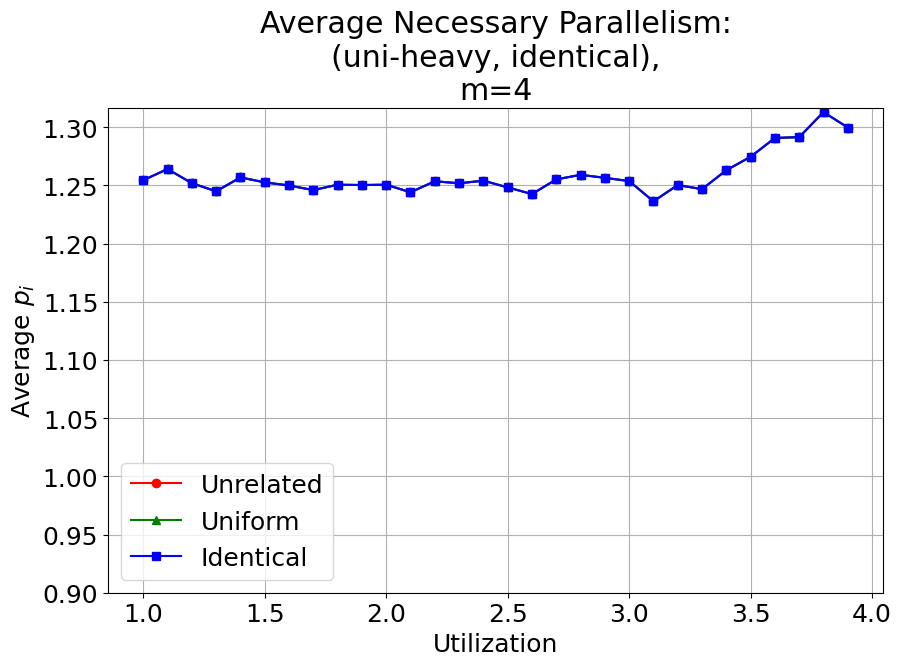 Average Necessary Parallelism:
(uni-heavy, identical),
m=4
1.30
1.25
1.20
1.15
1.10
1.05
1.00
0.95
0.90
Average $p_i$
Unrelated
Uniform
Identical
1.0 1.5 2.0 2.5 3.0 3.5 4.0
Utilization